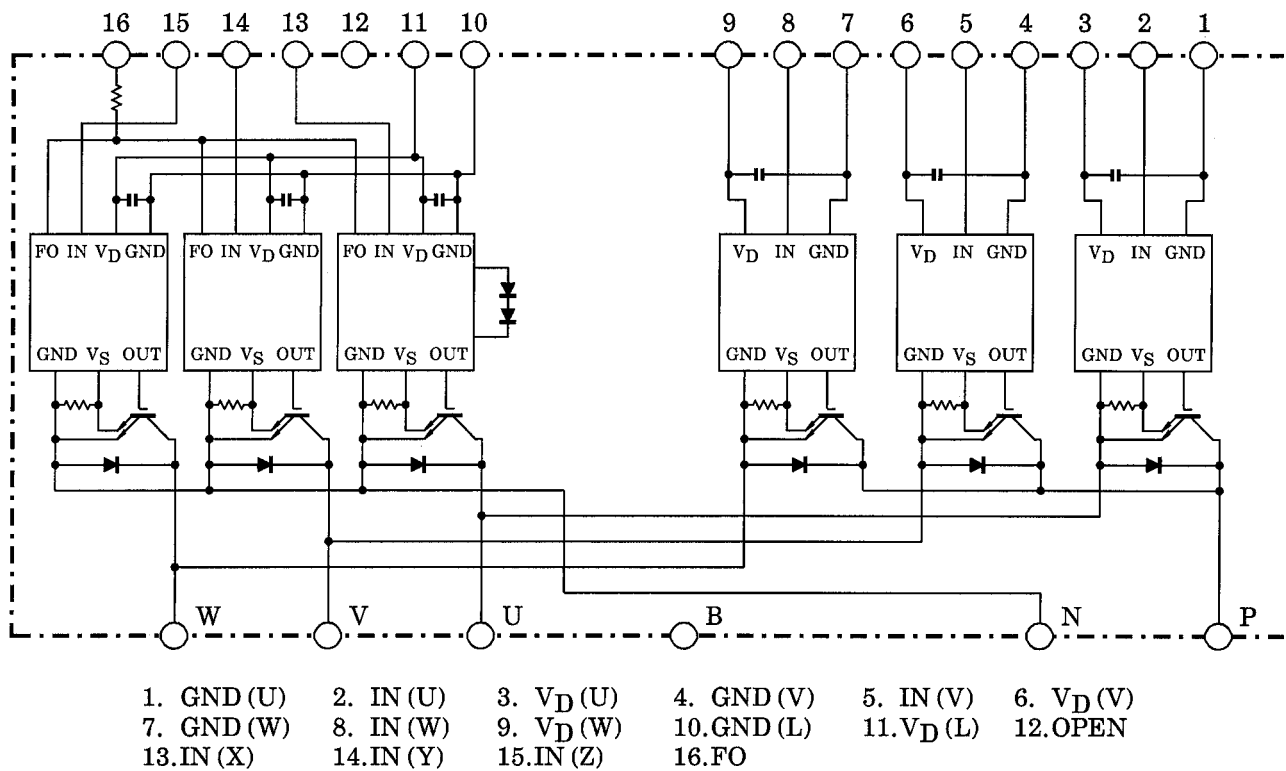 16 15 14 13 12 11 10 9 8 7 6 5 4 3 2 1
FO IN VD GND FO IN VD GND FO IN VD GND VD IN GND VD IN GND VD IN GND
GND VS OUT GND VS OUT GND VS OUT GND VS OUT GND VS OUT GND VS OUT
W V U B N P
1. GND (U) 2. IN (U) 3. VD (U) 4. GND (V) 5. IN (V) 6. VD (V)
7. GND (W) 8. IN (W) 9. VD (W) 10. GND (L) 11. VD (L) 12. OPEN
13. IN (X) 14. IN (Y) 15. IN (Z) 16. FO